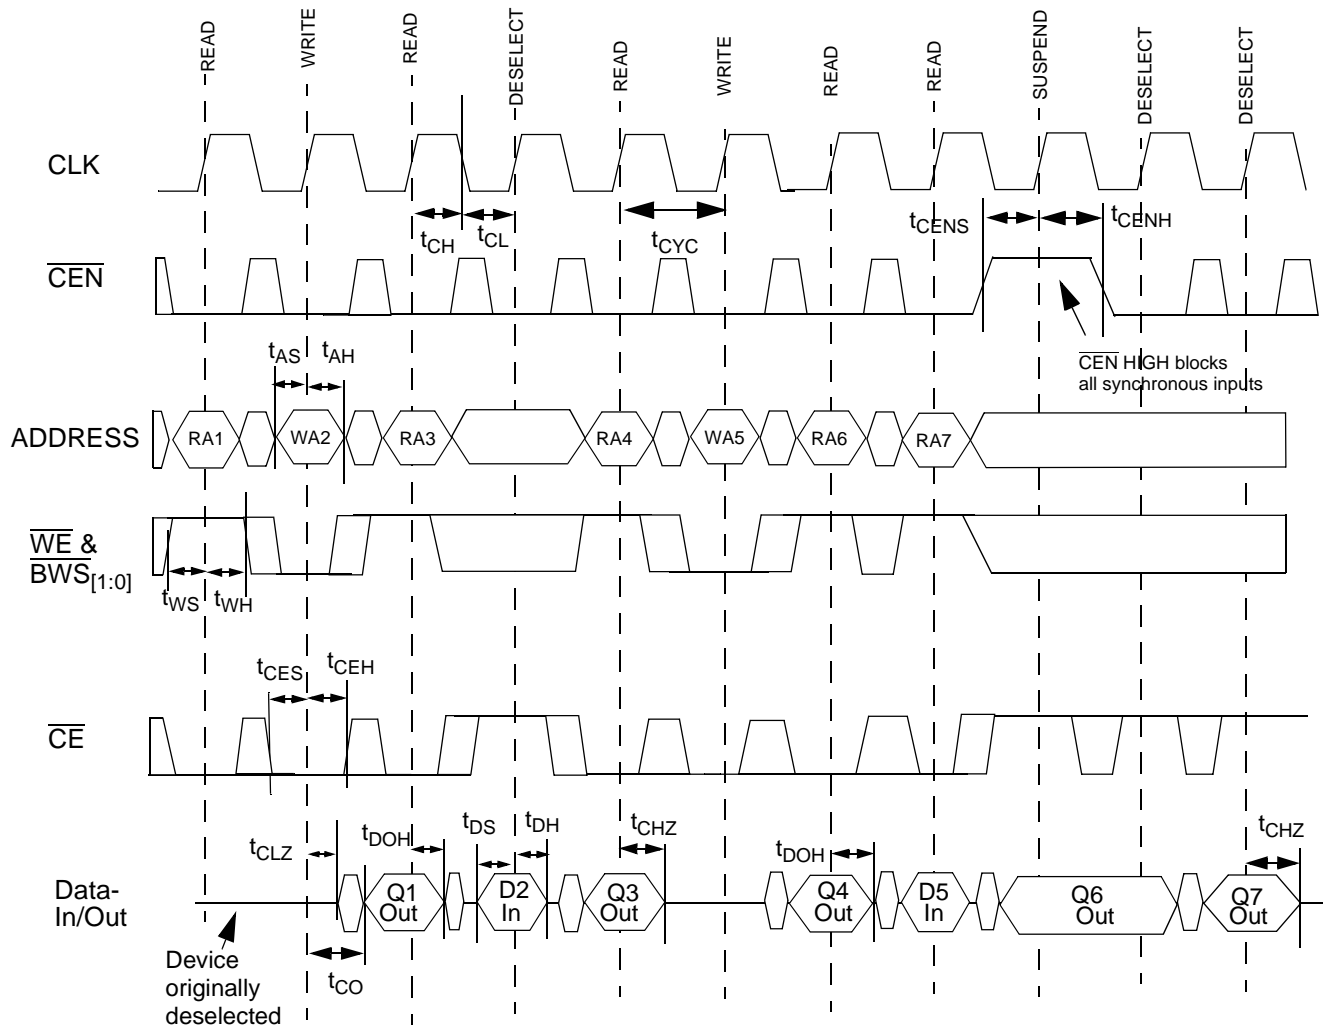 READ
WRITE
READ
DESELECT
READ
WRITE
READ
READ
SUSPEND
DESELECT
DESELECT
CLK
tCH
tCL
tCYC
tCENS
tCENH
CEN
CEN HIGH blocks
all synchronous inputs
tAS
tAH
ADDRESS
RA1
WA2
RA3
RA4
WA5
RA6
RA7
WE &
BWS[1:0]
tWS
tWH
tCES
tCEH
CE
tCLZ
tDOH
tDS
tDH
tCHZ
tDOH
tCHZ
Data-
In/Out
Q1
Out
D2
In
Q3
Out
Q4
Out
D5
In
Q6
Out
Q7
Out
Device
originally
deselected
tCO